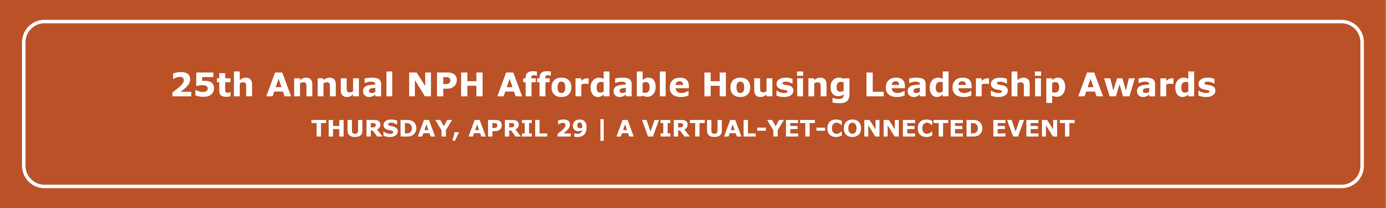 25th Annual NPH Affordable Housing Leadership Awards
THURSDAY, APRIL 29 | A VIRTUAL-YET-CONNECTED EVENT